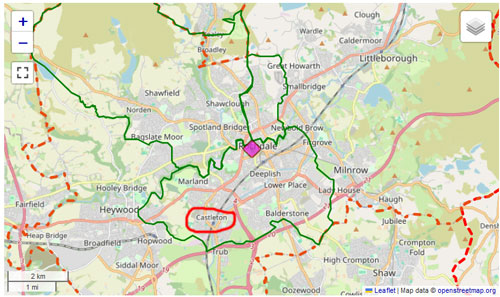 +
−
Clough
Wardle
Caldermoor
Littleborough
Healey
Broadley
Great Howarth
Smallbridge
Shawfield
Shawclough
Norden
Spotland Bridge
Newbold Brow
Bagslate Moor
Firgrove
Milnrow
Deeplish
Marland
Lower Place
Lady House
Hooley Bridge
Haugh
Fairfield
Heywood
Castleton
Balderstone
Jubilee
Heap Bridge
Broadfield
Hopwood
Trub
Crompton
Fold
Siddal Moor
High Crompton
Shaw
2 km
1 mi
Dozewood
Leaflet | Map data © openstreetmap.org